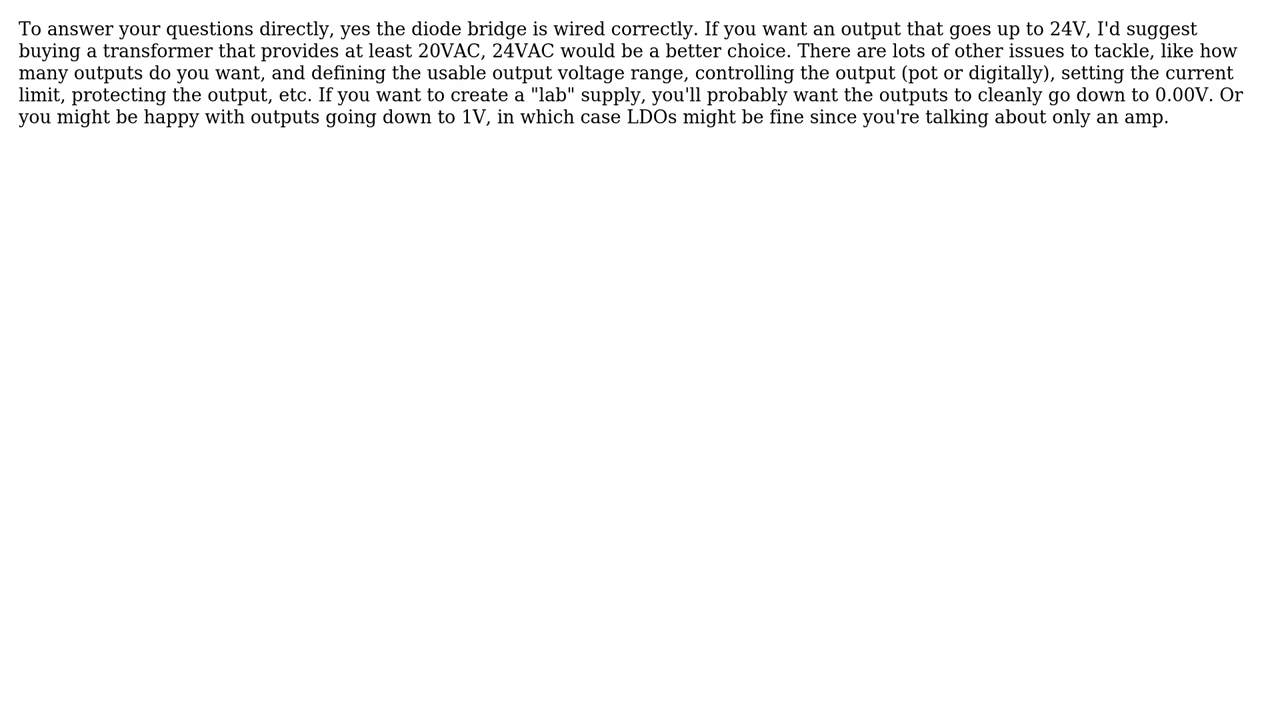 To answer your questions directly, yes the diode bridge is wired correctly. If you want an output that goes up to 24V, I'd suggest
buying a transformer that provides at least 20VAC, 24VAC would be a better choice. There are lots of other issues to tackle, like how
many outputs do you want, and defining the usable output voltage range, controlling the output (pot or digitally), setting the current
limit, protecting the output, etc. If you want to create a "lab" supply, you'll probably want the outputs to cleanly go down to 0.00V. Or
you might be happy with outputs going down to 1V, in which case LDOs might be fine since you're talking about only an amp.